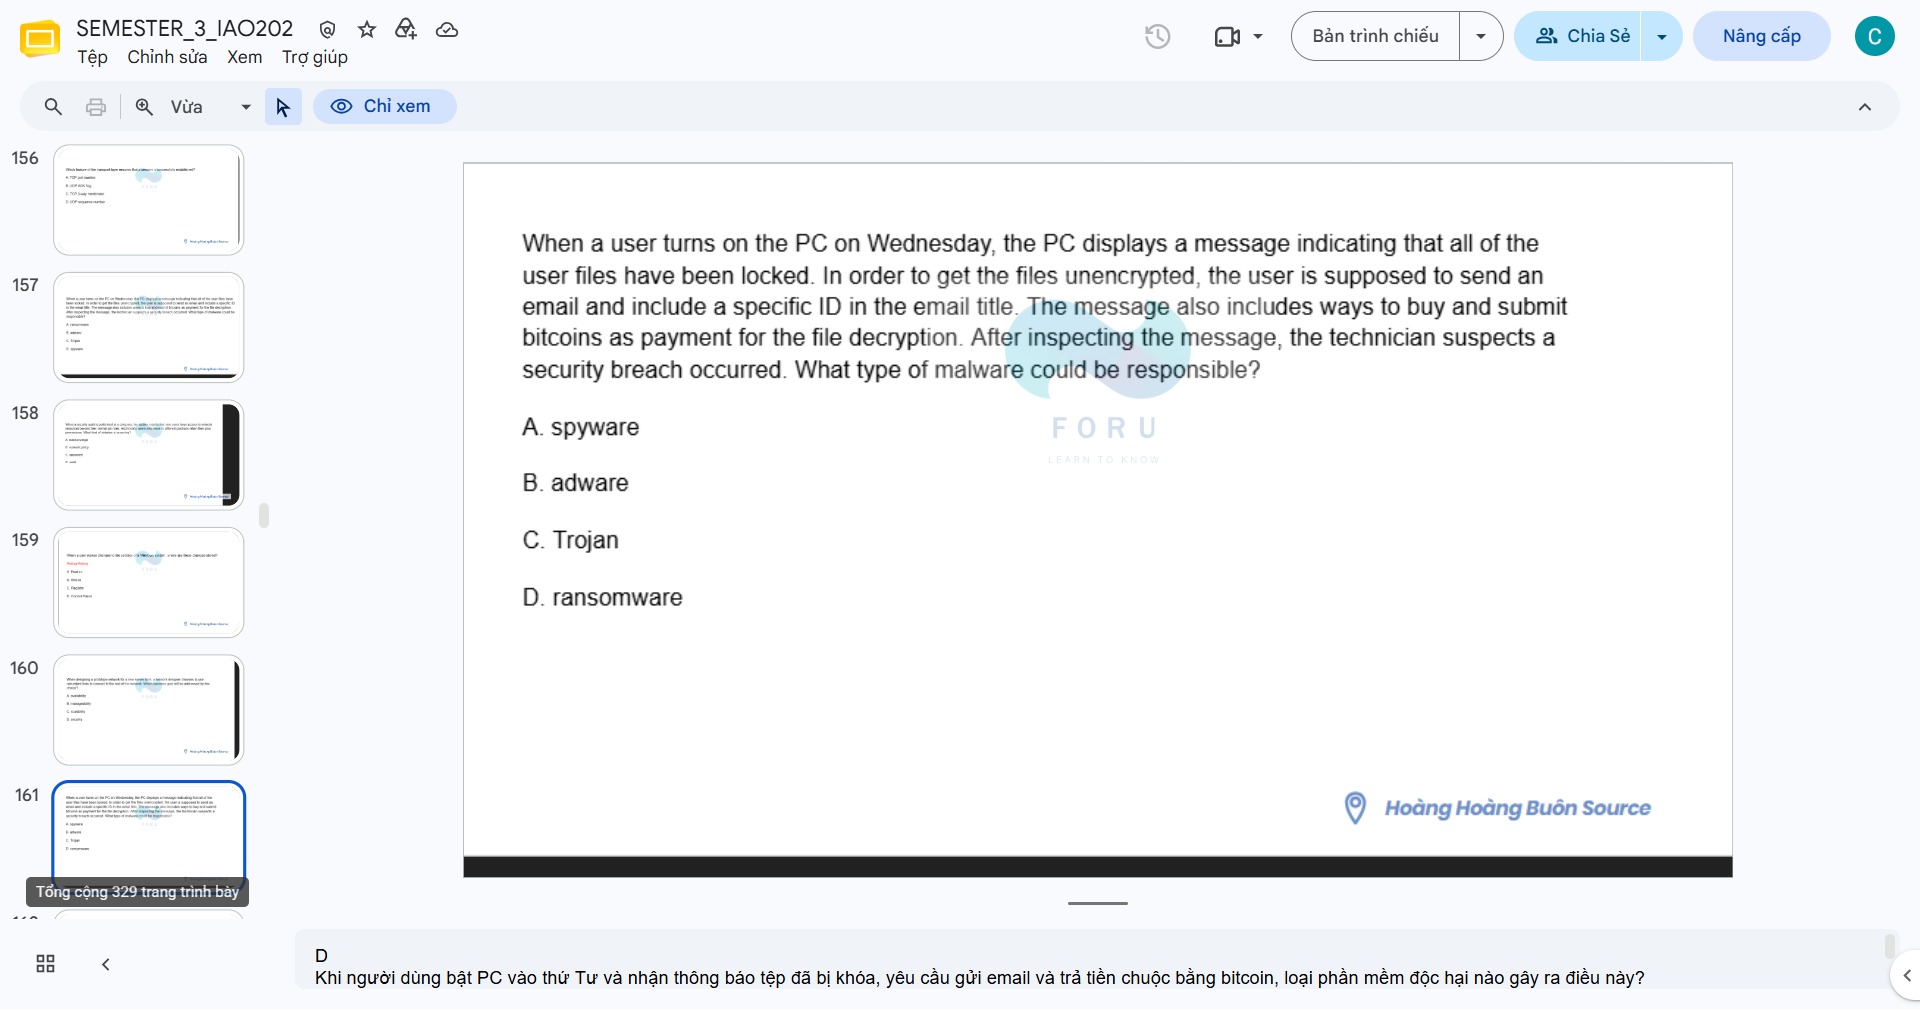 SEMESTER_3_IAO202
Tệp Chỉnh sửa Xem Trợ giúp
Bản trình chiếu
Chia Sẻ
Nâng cấp
C
Vừa
Chỉ xem
156
157
158
159
160
161
Tổng cộng 329 trang trình bày
When a user turns on the PC on Wednesday, the PC displays a message indicating that all of the
user files have been locked. In order to get the files unencrypted, the user is supposed to send an
email and include a specific ID in the email title. The message also includes ways to buy and submit
bitcoins as payment for the file decryption. After inspecting the message, the technician suspects a
security breach occurred. What type of malware could be responsible?
A. spyware
B. adware
C. Trojan
D. ransomware
FORU
LEARN TO KNOW
Hoàng Hoàng Buôn Source
D
Khi người dùng bật PC vào thứ Tư và nhận thông báo tệp đã bị khóa, yêu cầu gửi email và trả tiền chuộc bằng bitcoin, loại phần mềm độc hại nào gây ra điều này?